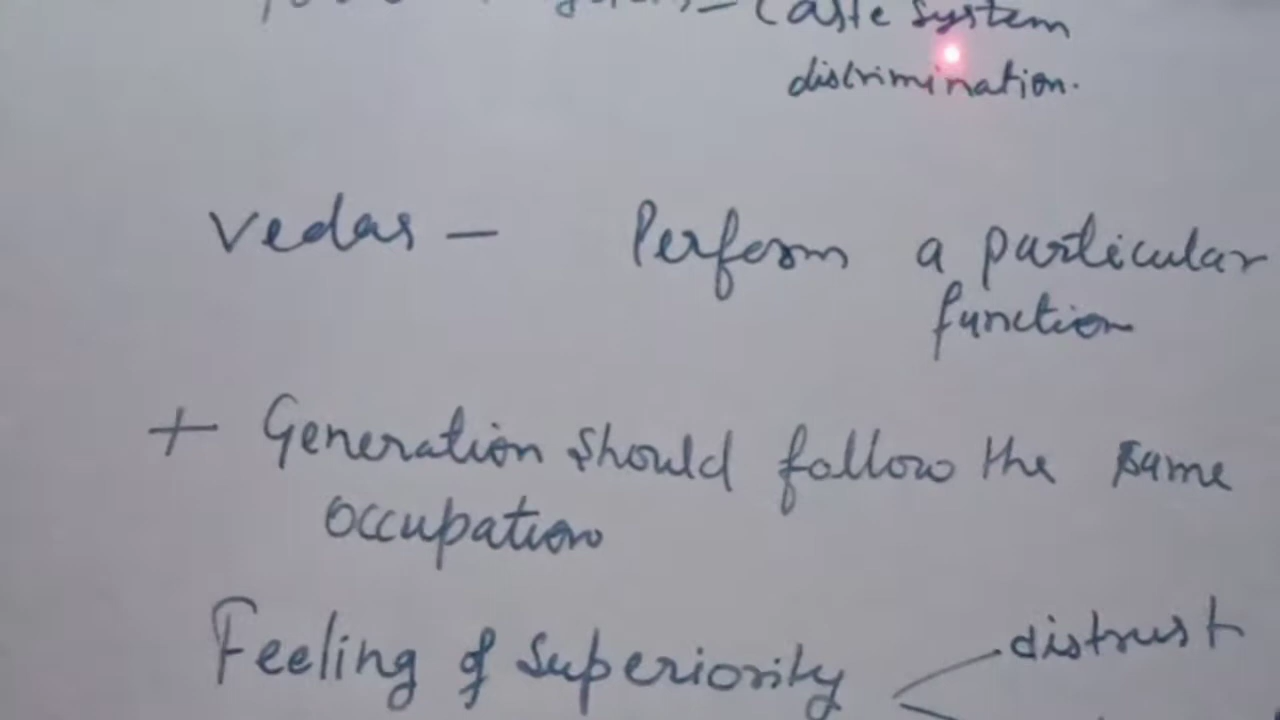 Caste System
discrimination.
Vedas - Perform a particular
function
+ Generation should follow the same
occupation
Feeling of Superiority distrust